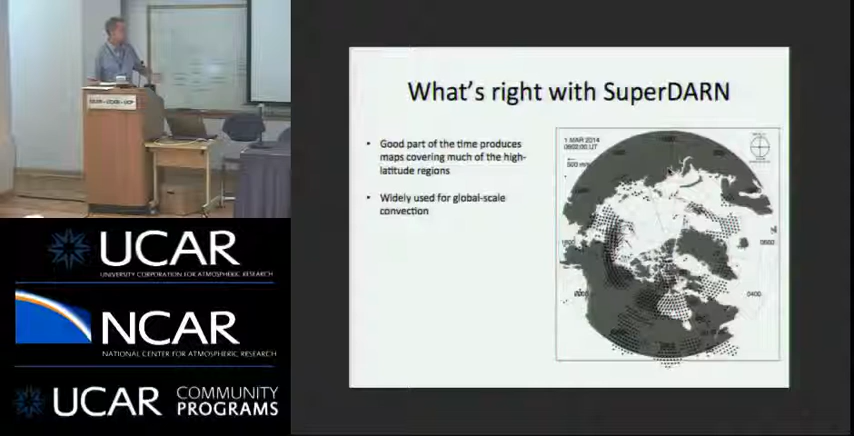 What's right with SuperDARN
• Good part of the time produces
maps covering much of the high-
latitude regions
• Widely used for global-scale
convection
1 MAR 2014
0400
UCAR
UNIVERSITY CORPORATION FOR ATMOSPHERIC RESEARCH
NCAR
NATIONAL CENTER FOR ATMOSPHERIC RESEARCH
UCAR
COMMUNITY
PROGRAMS